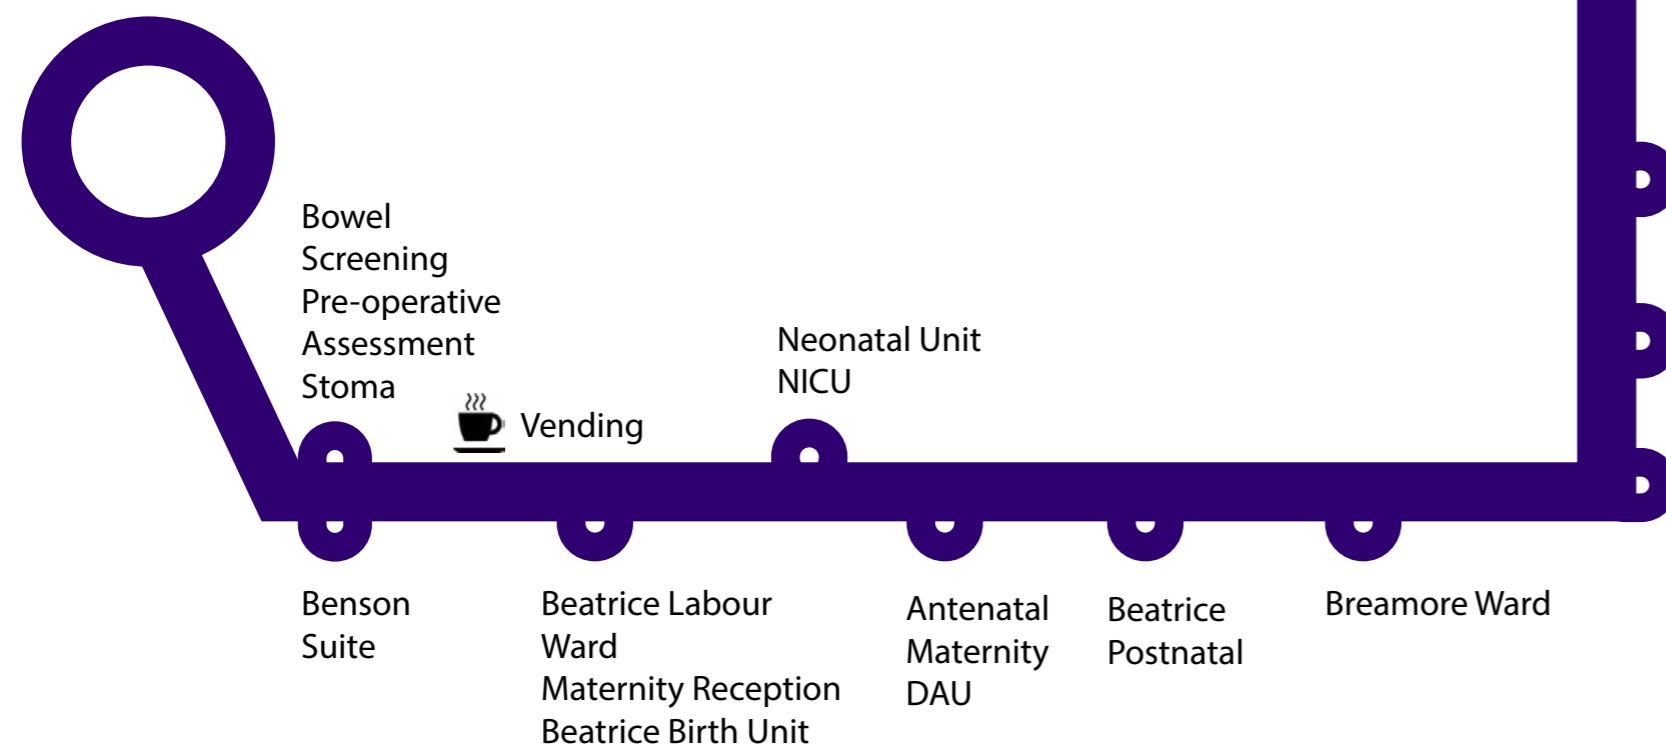 Bowel
Screening
Pre-operative
Assessment
Stoma
Vending
Neonatal Unit
NICU
Benson
Suite
Beatrice Labour
Ward
Maternity Reception
Beatrice Birth Unit
Antenatal
Maternity
DAU
Beatrice
Postnatal
Breamore Ward